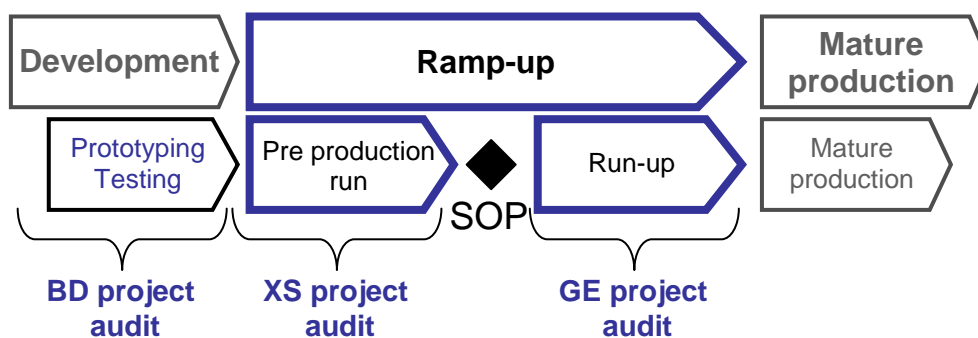 Development
Ramp-up
Mature
production
Prototyping
Testing
Pre production
run
SOP
Run-up
Mature
production
BD project
audit
XS project
audit
GE project
audit